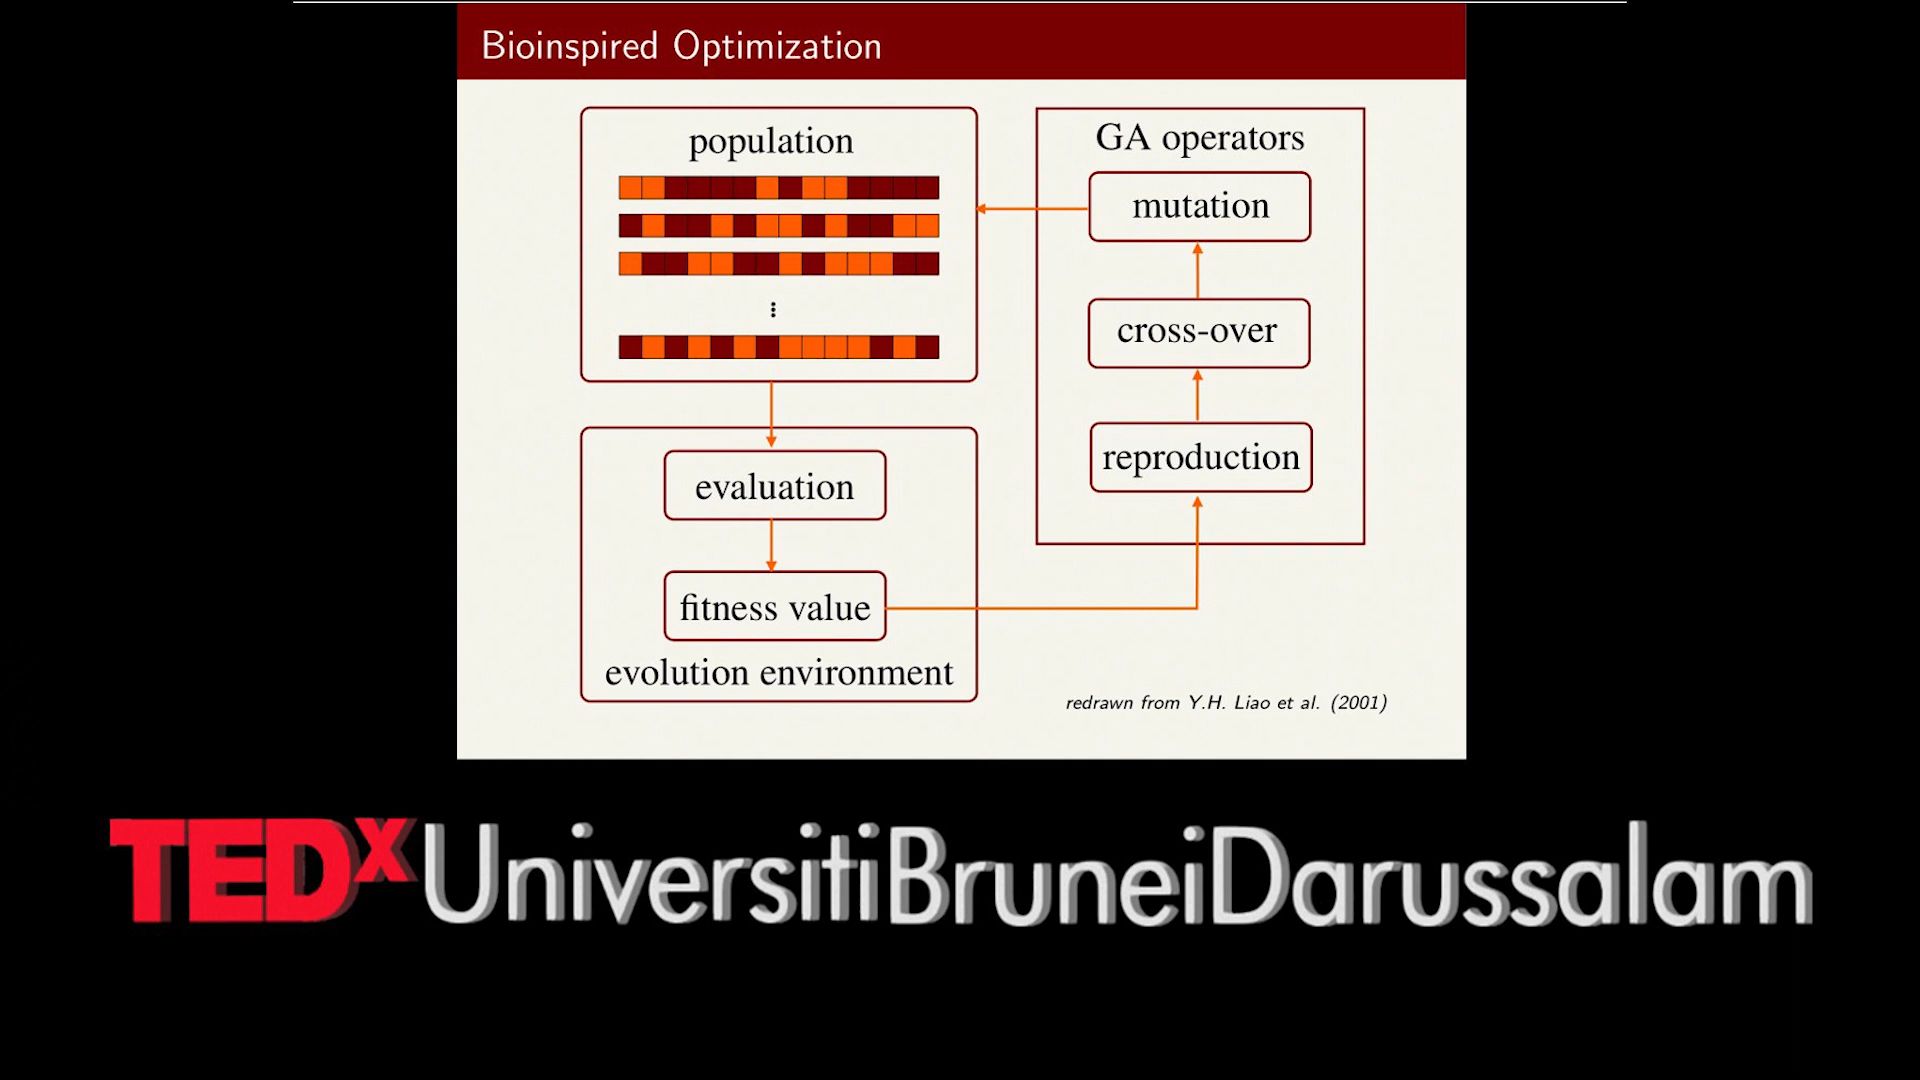 Bioinspired Optimization
population
evaluation
fitness value
evolution environment
GA operators
mutation
cross-over
reproduction
redrawn from Y.H. Liao et al. (2001)
TEDxUniversitiBruneiDarussalam